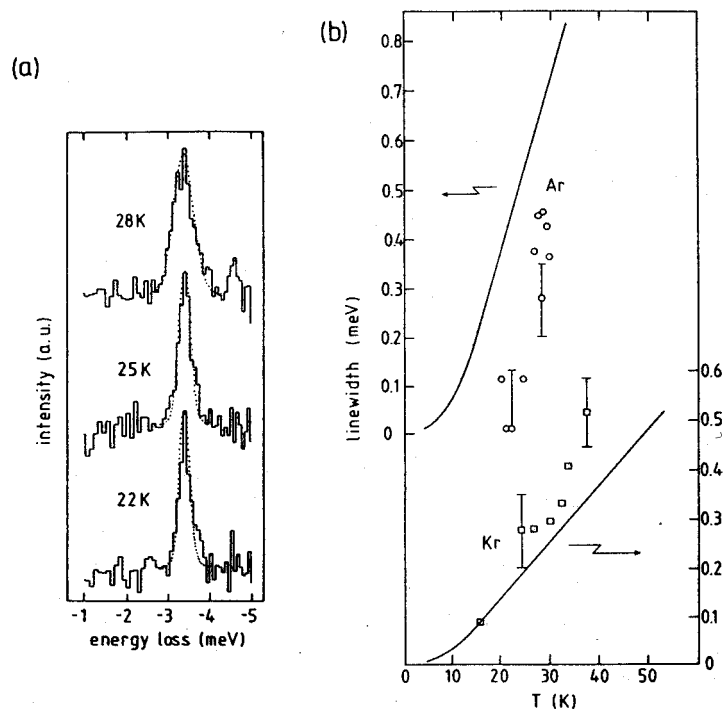 (a)
28K
25K
22K
intensity (a.u.)
-1 -2 -3 -4 -5
energy loss (meV)
(b)
0.8
0.7
0.6
0.5
0.4
0.3
0.2
0.1
0
linewidth (meV)
Ar
Kr
0.6
0.5
0.4
0.3
0.2
0.1
0
0 10 20 30 40 50
T (K)